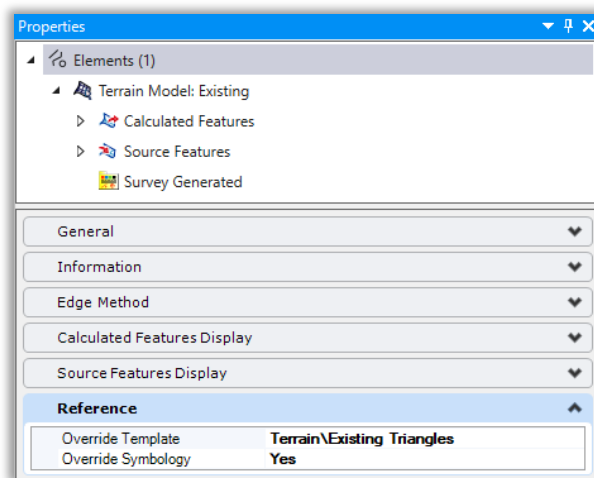 Properties
Elements (1)
Terrain Model: Existing
Calculated Features
Source Features
Survey Generated
General
Information
Edge Method
Calculated Features Display
Source Features Display
Reference
Override Template Terrain\Existing Triangles
Override Symbology Yes